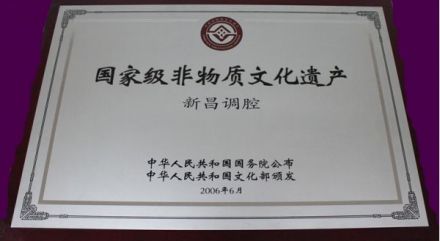 国家级非物质文化遗产
新昌调腔
中华人民共和国国务院公布
中华人民共和国文化部颁发
2006年6月